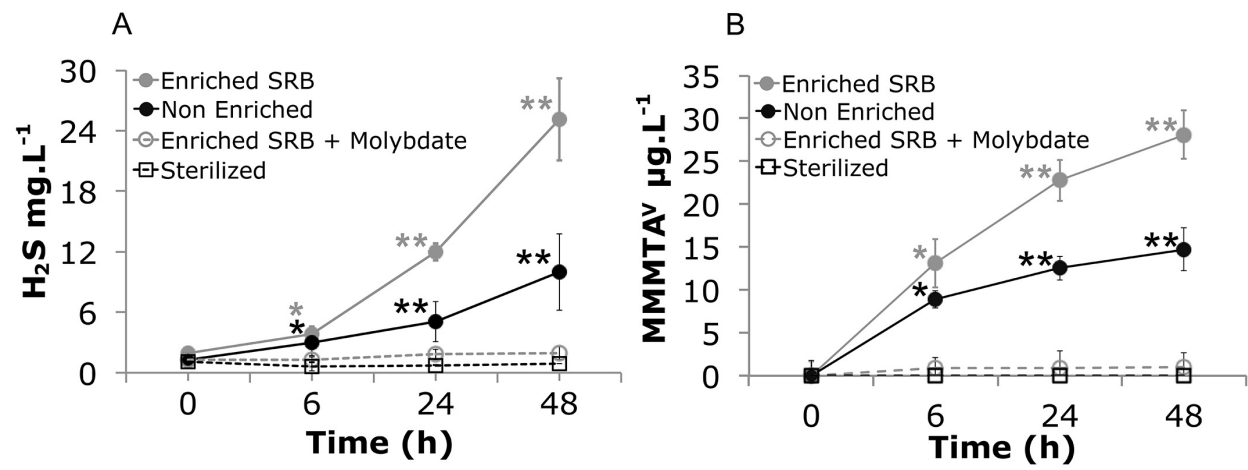 A
H₂S mg.L⁻¹
30
24
18
12
6
0
Enriched SRB
Non Enriched
Enriched SRB + Molybdate
Sterilized
*
*
**
**
**
**
0 6 24 48
Time (h)
B
MMMTAⱽ µg.L⁻¹
35
30
25
20
15
10
5
0
Enriched SRB
Non Enriched
Enriched SRB + Molybdate
Sterilized
*
*
**
**
**
**
0 6 24 48
Time (h)